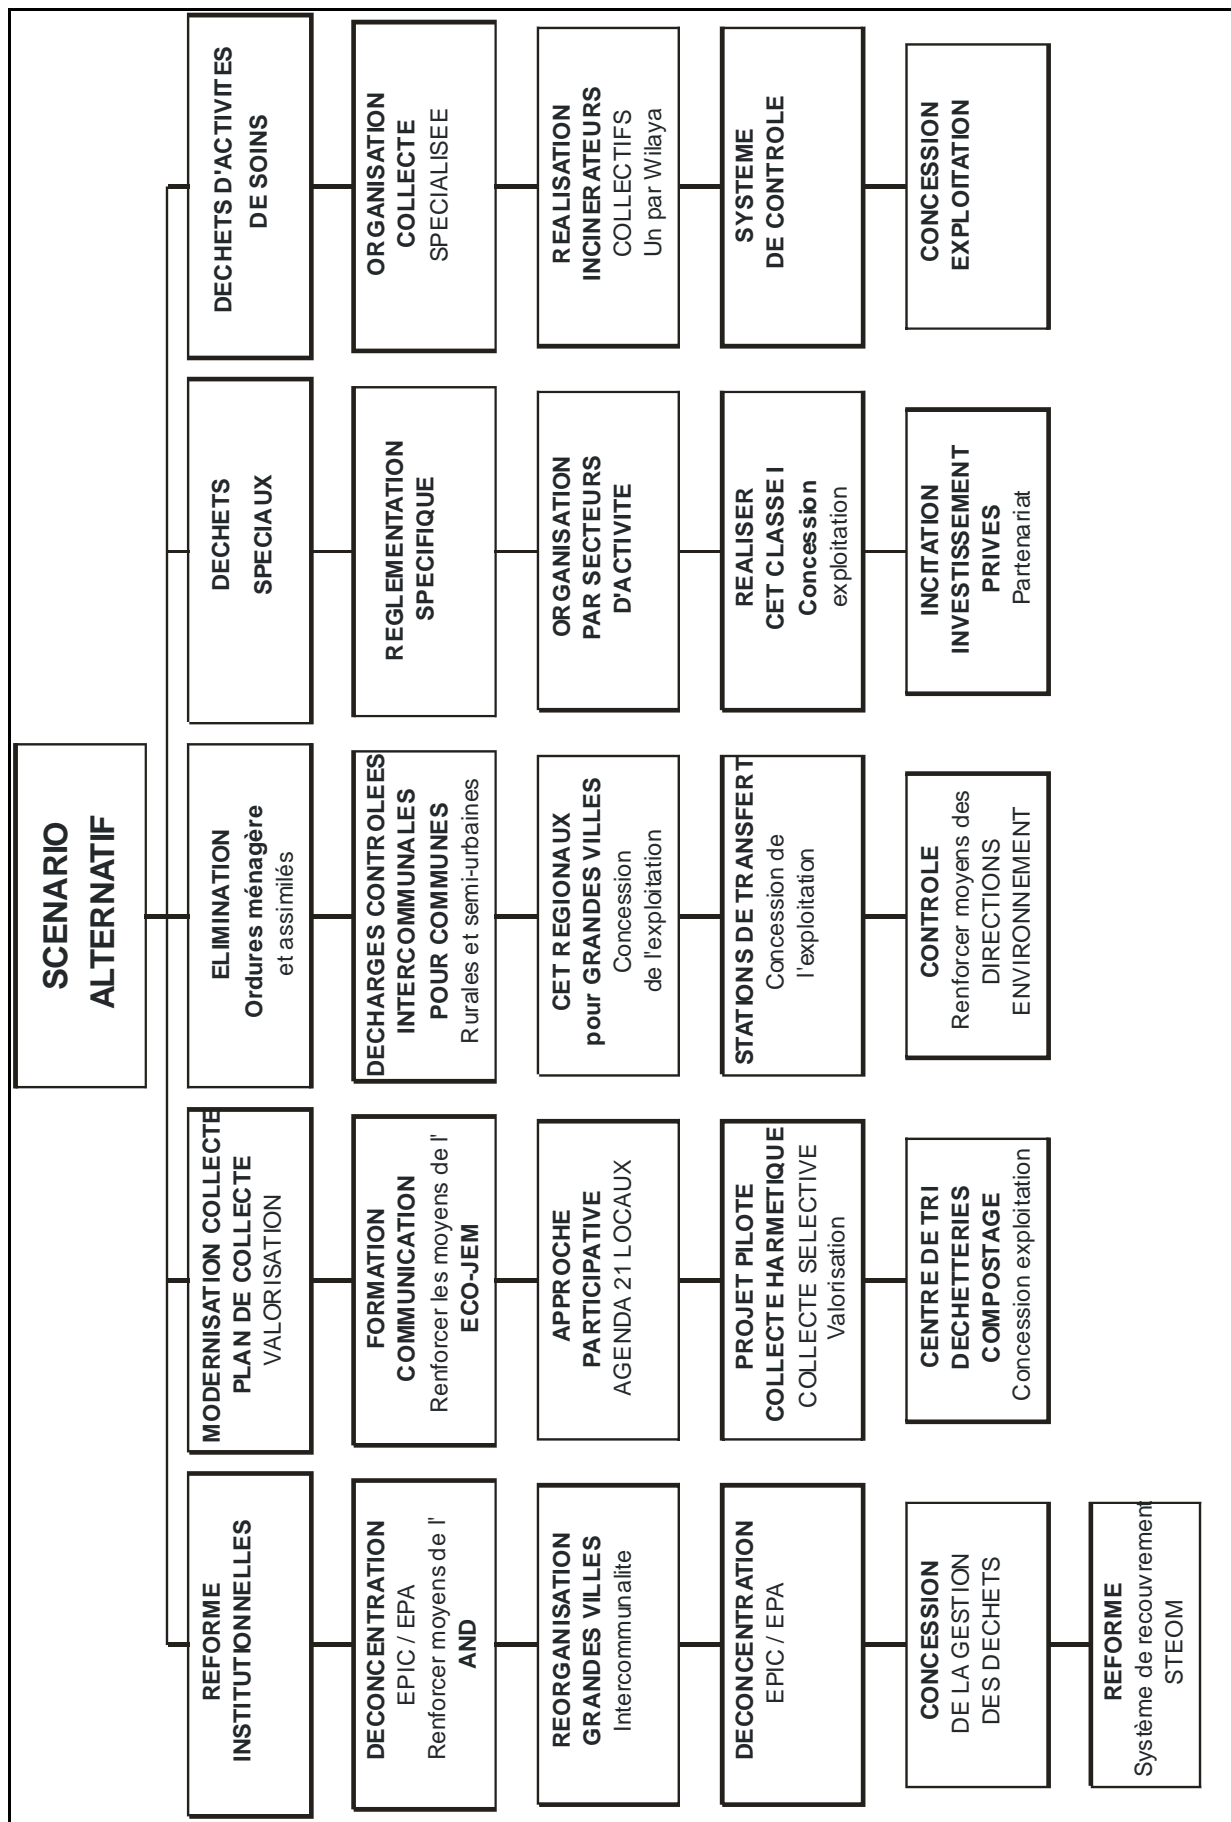 SCENARIO
ALTERNATIF
REFORME
INSTITUTIONNELLES
DECONCENTRATION
EPIC / EPA
Renforcer moyens de l'
AND
REORGANISATION
GRANDES VILLES
Intercommunalite
DECONCENTRATION
EPIC / EPA
CONCESSION
DE LA GESTION
DES DECHETS
REFORME
Système de recouvrement
STEOM
MODERNISATION COLLECTE
PLAN DE COLLECTE
VALORISATION
FORMATION
COMMUNICATION
Renforcer les moyens de l'
ECO-JEM
APPROCHE
PARTICIPATIVE
AGENDA 21 LOCAUX
PROJET PILOTE
COLLECTE HARMETIQUE
COLLECTE SELECTIVE
Valorisation
CENTRE DE TRI
DECHETTERIES
COMPOSTAGE
Concession exploitation
ELIMINATION
Ordures ménagère
et assimilés
DECHARGES CONTROLEES
INTERCOMMUNALES
POUR COMMUNES
Rurales et semi-urbaines
CET REGIONAUX
pour GRANDES VILLES
Concession
de l'exploitation
STATIONS DE TRANSFERT
Concession de
l'exploitation
CONTROLE
Renforcer moyens des
DIRECTIONS
ENVIRONNEMENT
DECHETS
SPECIAUX
REGLEMENTATION
SPECIFIQUE
ORGANISATION
PAR SECTEURS
D'ACTIVITE
REALISER
CET CLASSE I
Concession
exploitation
INCITATION
INVESTISSEMENT
PRIVES
Partenariat
DECHETS D'ACTIVITES
DE SOINS
ORGANISATION
COLLECTE
SPECIALISEE
REALISATION
INCINERATEURS
COLLECTIFS
Un par Wilaya
SYSTEME
DE CONTROLE
CONCESSION
EXPLOITATION